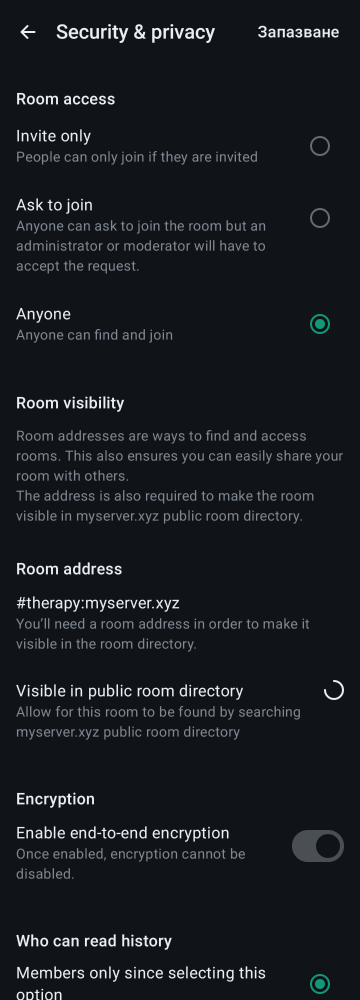 Security & privacy
Запазване
Room access
Invite only
People can only join if they are invited
Ask to join
Anyone can ask to join the room but an
administrator or moderator will have to
accept the request.
Anyone
Anyone can find and join
Room visibility
Room addresses are ways to find and access
rooms. This also ensures you can easily share your
room with others.
The address is also required to make the room
visible in myserver.xyz public room directory.
Room address
#therapy:myserver.xyz
You’ll need a room address in order to make it
visible in the room directory.
Visible in public room directory
Allow for this room to be found by searching
myserver.xyz public room directory
Encryption
Enable end-to-end encryption
Once enabled, encryption cannot be
disabled.
Who can read history
Members only since selecting this
option